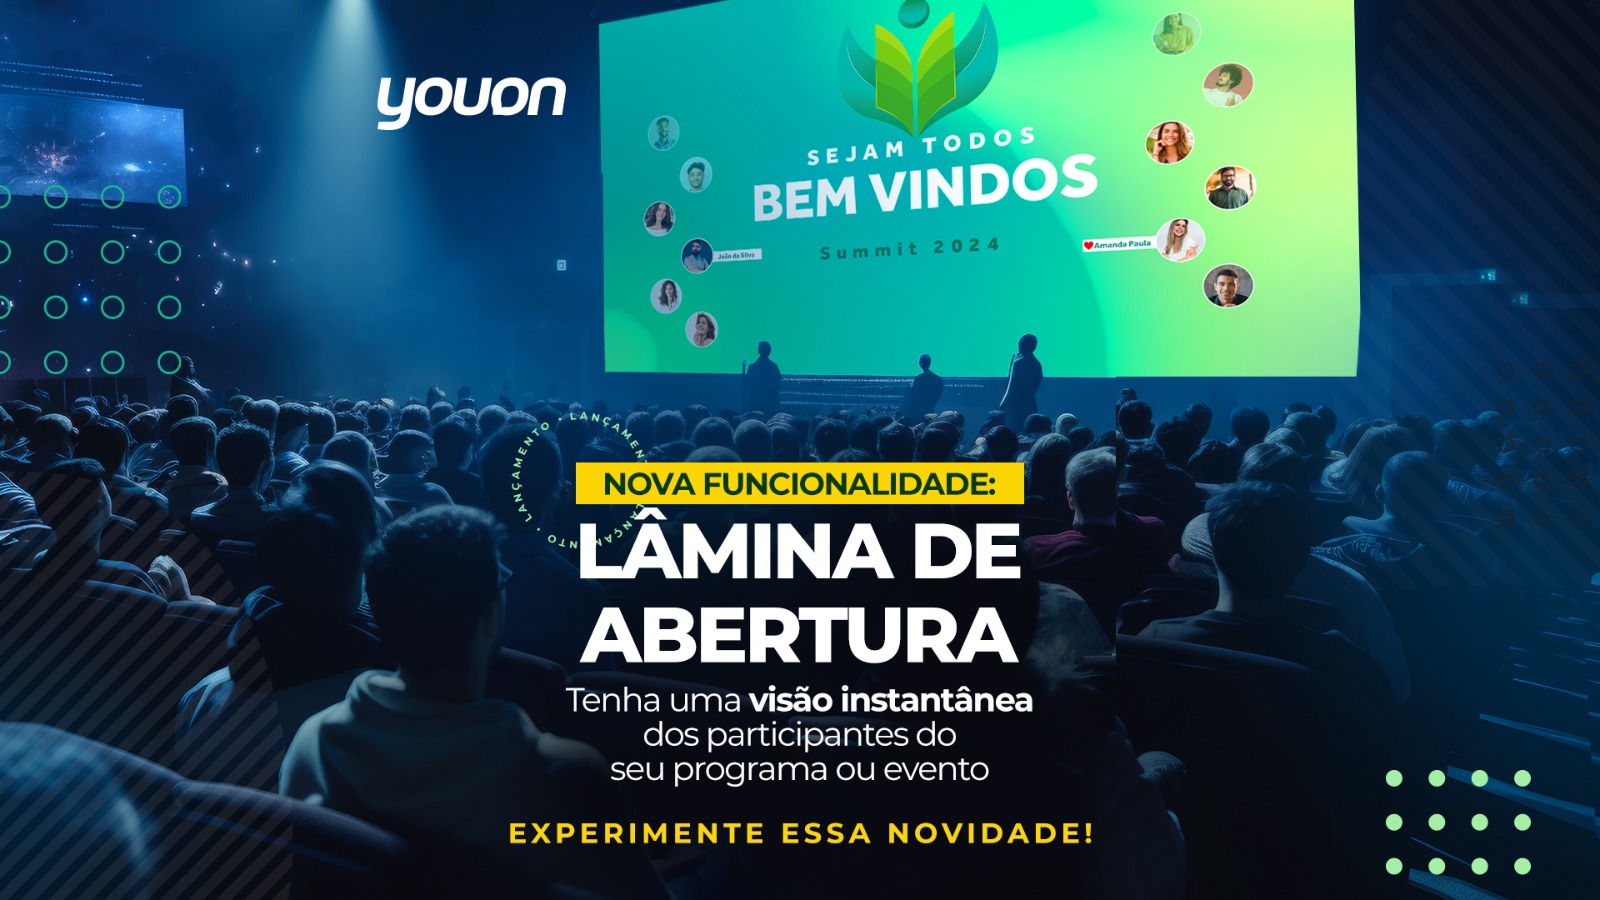 youon
SEJAM TODOS
BEM VINDOS
Summit 2024
João da Silva
Amanda Paula
LANÇAMENTO • LANÇAMENTO • LANÇAMENTO •
NOVA FUNCIONALIDADE:
LÂMINA DE
ABERTURA
Tenha uma visão instantânea
dos participantes do
seu programa ou evento
EXPERIMENTE ESSA NOVIDADE!